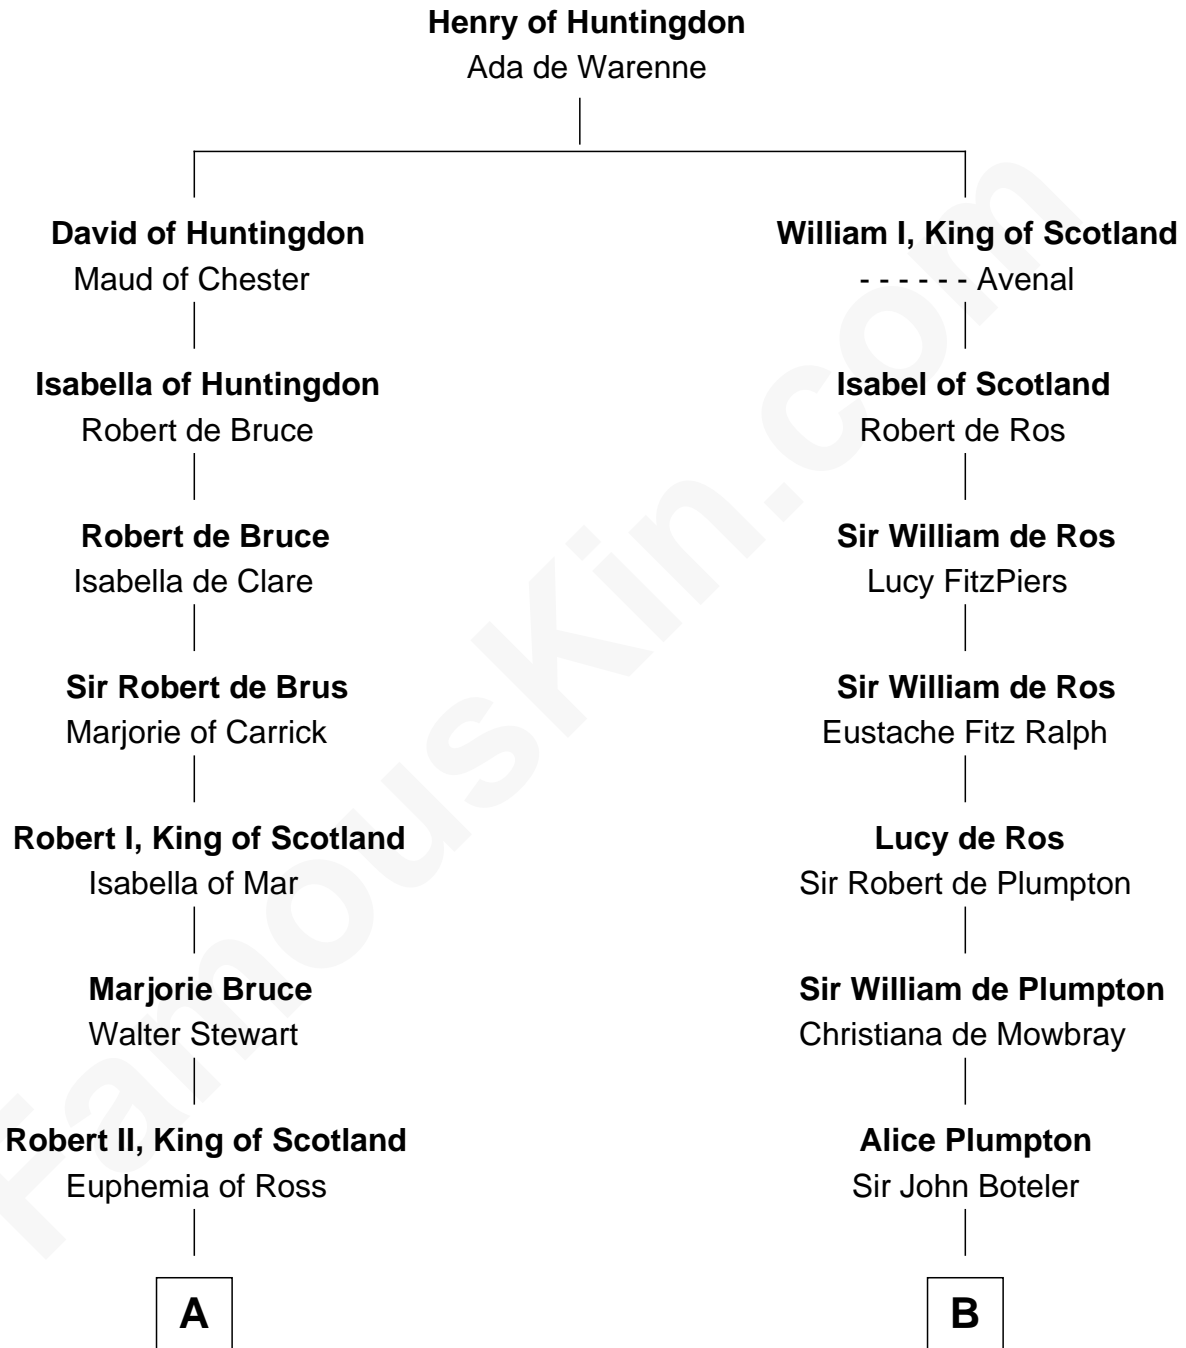 Henry of Huntingdon
Ada de Warenne
David of Huntingdon
Maud of Chester
Isabella of Huntingdon
Robert de Bruce
Robert de Bruce
Isabella de Clare
Sir Robert de Brus
Marjorie of Carrick
Robert I, King of Scotland
Isabella of Mar
Marjorie Bruce
Walter Stewart
Robert II, King of Scotland
Euphemia of Ross
A
William I, King of Scotland
- - - - - - Avenal
Isabel of Scotland
Robert de Ros
Sir William de Ros
Lucy FitzPiers
Sir William de Ros
Eustache Fitz Ralph
Lucy de Ros
Sir Robert de Plumpton
Sir William de Plumpton
Christiana de Mowbray
Alice Plumpton
Sir John Boteler
B
FamousKin.com